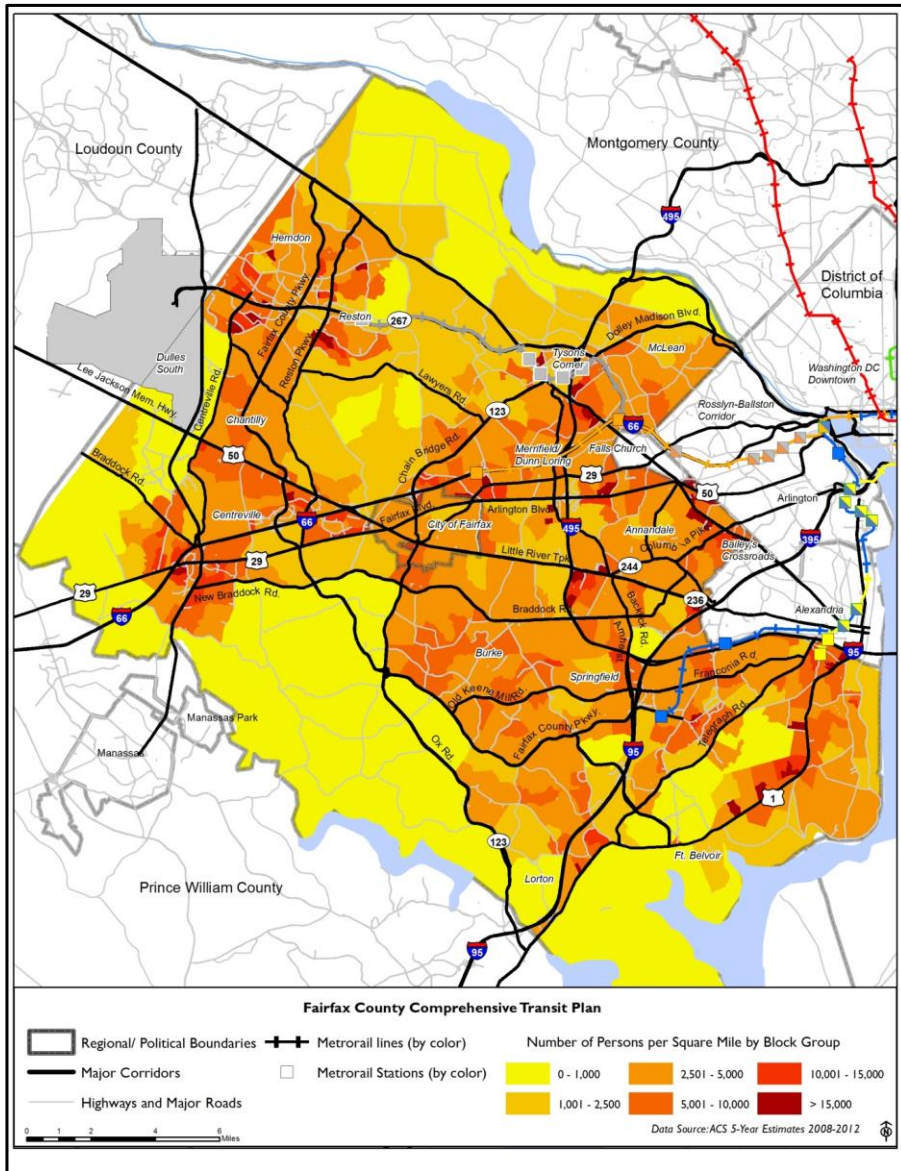 Loudoun County
Montgomery County
495
District of
Columbia
Herndon
Fairfax County Pkwy.
Reston Pkwy.
Reston
267
Dolley Madison Blvd.
McLean
Tysons
Corner
Washington DC
Downtown
Dulles
South
Lee Jackson Mem. Hwy.
Centreville Rd.
Lawyers Rd.
123
Rosslyn-Ballston
Corridor
Chantilly
66
50
Chain Bridge Rd.
Merrifield/
Dunn Loring
Falls Church
29
Braddock Rd.
50
Arlington
Centreville
66
Fairfax Blvd.
City of Fairfax
Arlington Blvd.
495
Annandale
Columbia Pike
Bailey's
Crossroads
395
29
29
Little River Tpk.
244
236
66
New Braddock Rd.
Braddock Rd.
Backlick Rd.
Amherst
Alexandria
95
Burke
Springfield
Franconia Rd.
Old Keene Mill Rd.
Fairfax County Pkwy.
Telegraph Rd.
Manassas Park
Manassas
Ox Rd.
95
1
123
Ft. Belvoir
Lorton
Prince William County
95
Fairfax County Comprehensive Transit Plan
Regional/ Political Boundaries
Metrorail lines (by color)
Number of Persons per Square Mile by Block Group
Major Corridors
Metrorail Stations (by color)
0 - 1,000
2,501 - 5,000
10,001 - 15,000
Highways and Major Roads
1,001 - 2,500
5,001 - 10,000
> 15,000
0 2 4 6
Miles
Data Source: ACS 5-Year Estimates 2008-2012
N